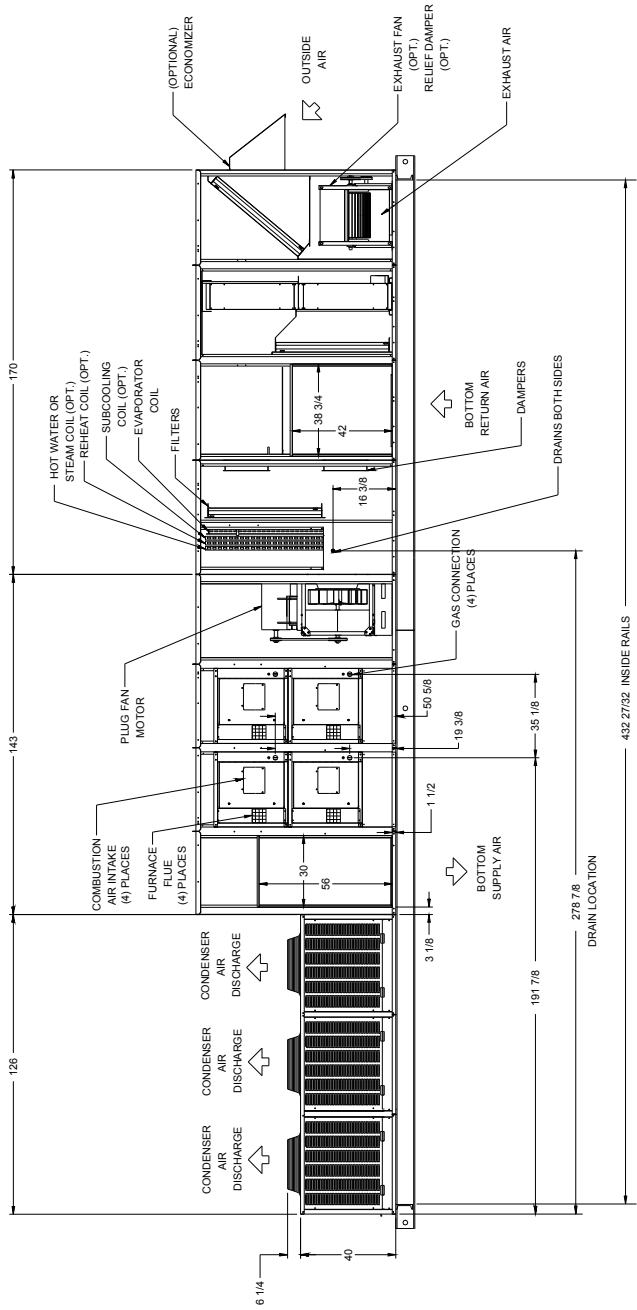 126
143
170
6 1/4
40
CONDENSER
AIR
DISCHARGE
CONDENSER
AIR
DISCHARGE
CONDENSER
AIR
DISCHARGE
COMBUSTION
AIR INTAKE
(4) PLACES
FURNACE
FLUE
(4) PLACES
PLUG FAN
MOTOR
HOT WATER OR
STEAM COIL (OPT.)
REHEAT COIL (OPT.)
SUBCOOLING
COIL (OPT.)
EVAPORATOR
COIL
FILTERS
(OPTIONAL)
ECONOMIZER
OUTSIDE
AIR
EXHAUST FAN
(OPT.)
RELIEF DAMPER
(OPT.)
EXHAUST AIR
30
56
38 3/4
42
16 3/8
3 1/8
1 1/2
BOTTOM
SUPPLY AIR
19 3/8
50 5/8
35 1/8
GAS CONNECTION
(4) PLACES
DRAINS BOTH SIDES
DAMPERS
BOTTOM
RETURN AIR
191 7/8
278 7/8
DRAIN LOCATION
432 27/32 INSIDE RAILS